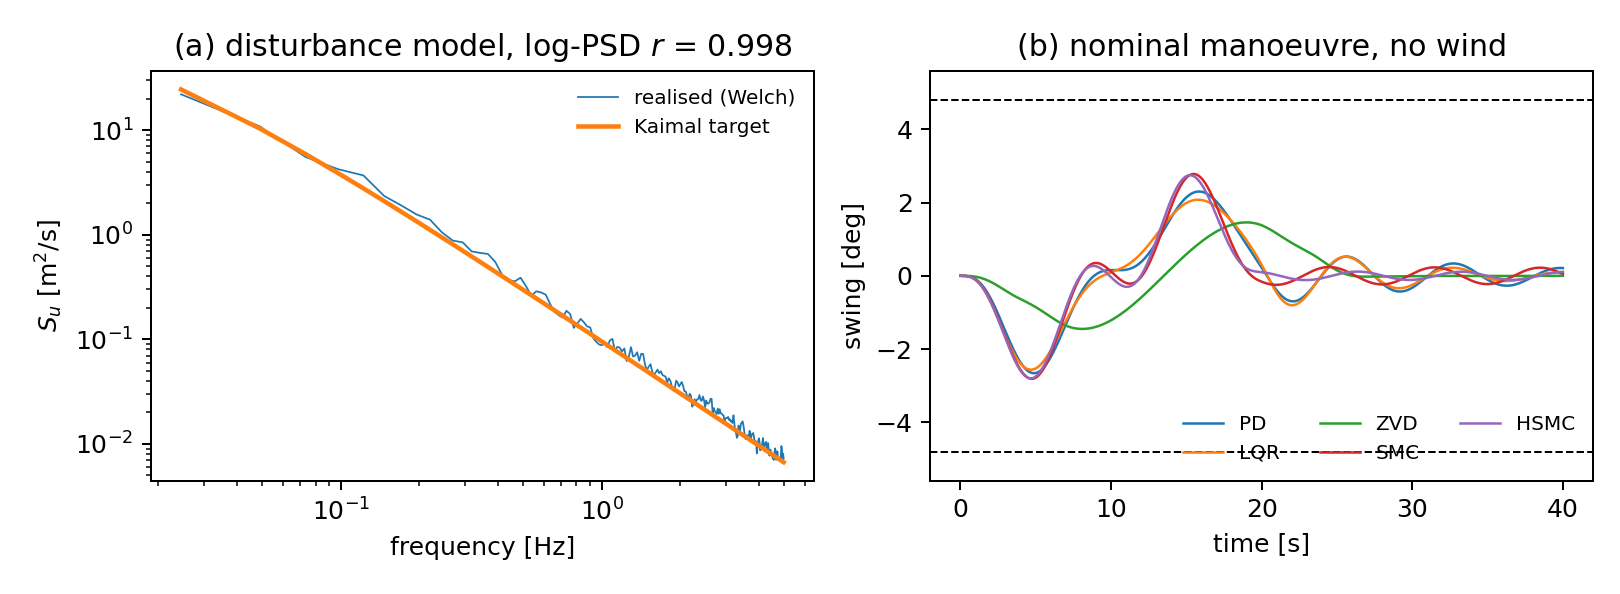 (a) disturbance model, log-PSD r = 0.998
realised (Welch)
Kaimal target
10¹
10⁰
10⁻¹
10⁻²
S_u [m²/s]
10⁻¹ 10⁰
frequency [Hz]
(b) nominal manoeuvre, no wind
4
2
0
−2
−4
swing [deg]
PD ZVD HSMC
LQR SMC
0 10 20 30 40
time [s]